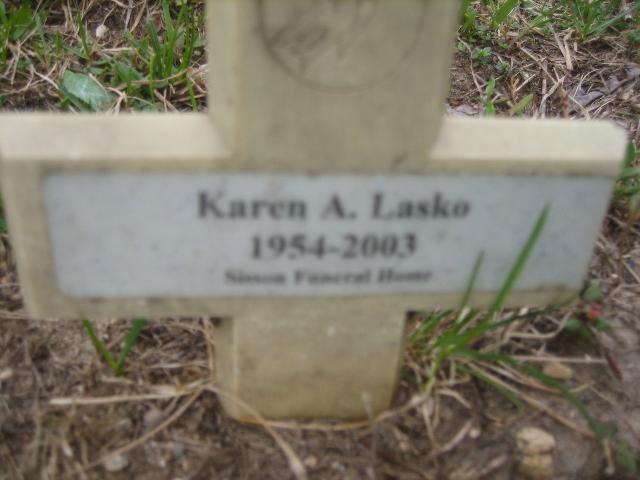 Karen A. Lasko
1954-2003
Sisson Funeral Home